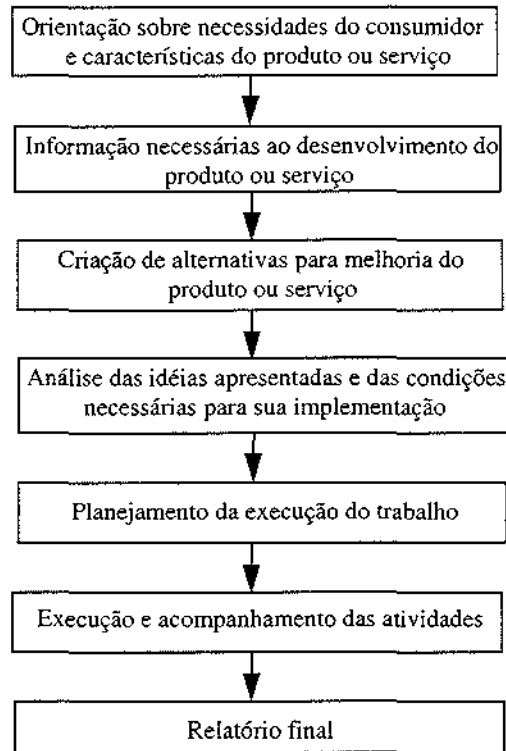 Orientação sobre necessidades do consumidor
e características do produto ou serviço
Informação necessárias ao desenvolvimento do
produto ou serviço
Criação de alternativas para melhoria do
produto ou serviço
Análise das idéias apresentadas e das condições
necessárias para sua implementação
Planejamento da execução do trabalho
Execução e acompanhamento das atividades
Relatório final